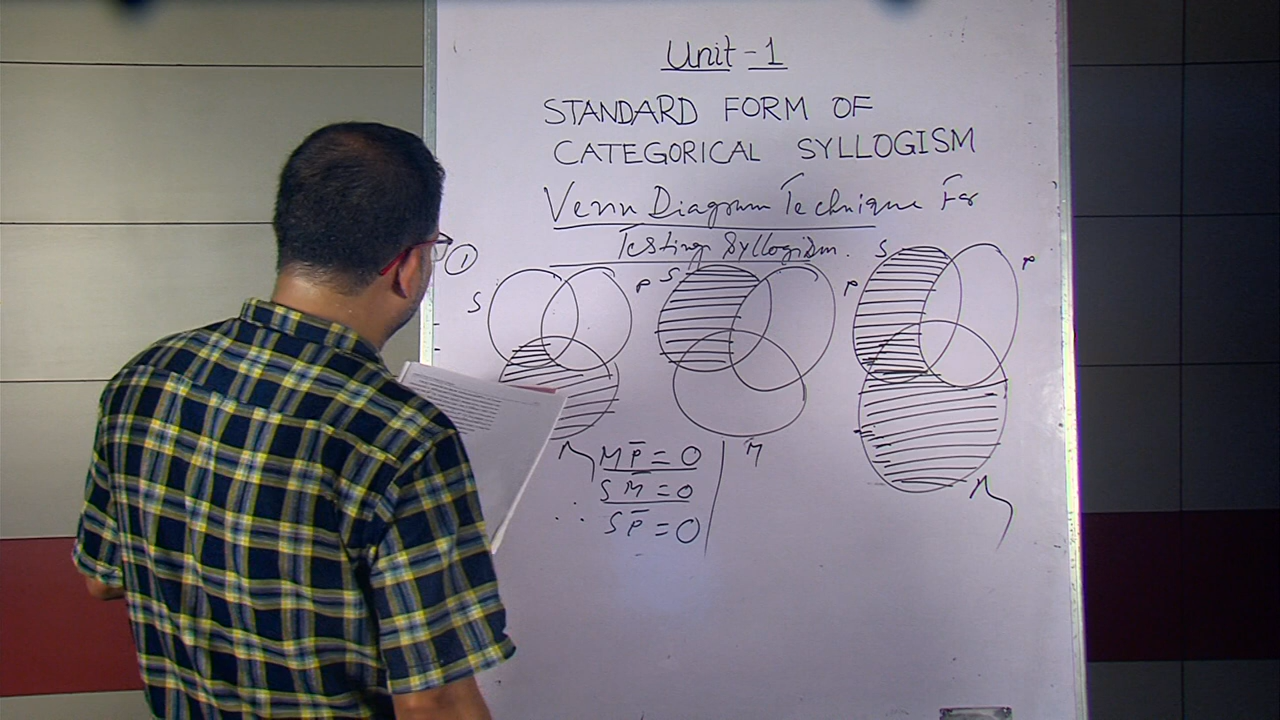 Unit-1
STANDARD FORM OF
CATEGORICAL SYLLOGISM
Venn Diagram Technique For
Testing Syllogism.
①
S P S P S P
M M M
MP̅ = 0
SM̅ = 0
∴ SP̅ = 0